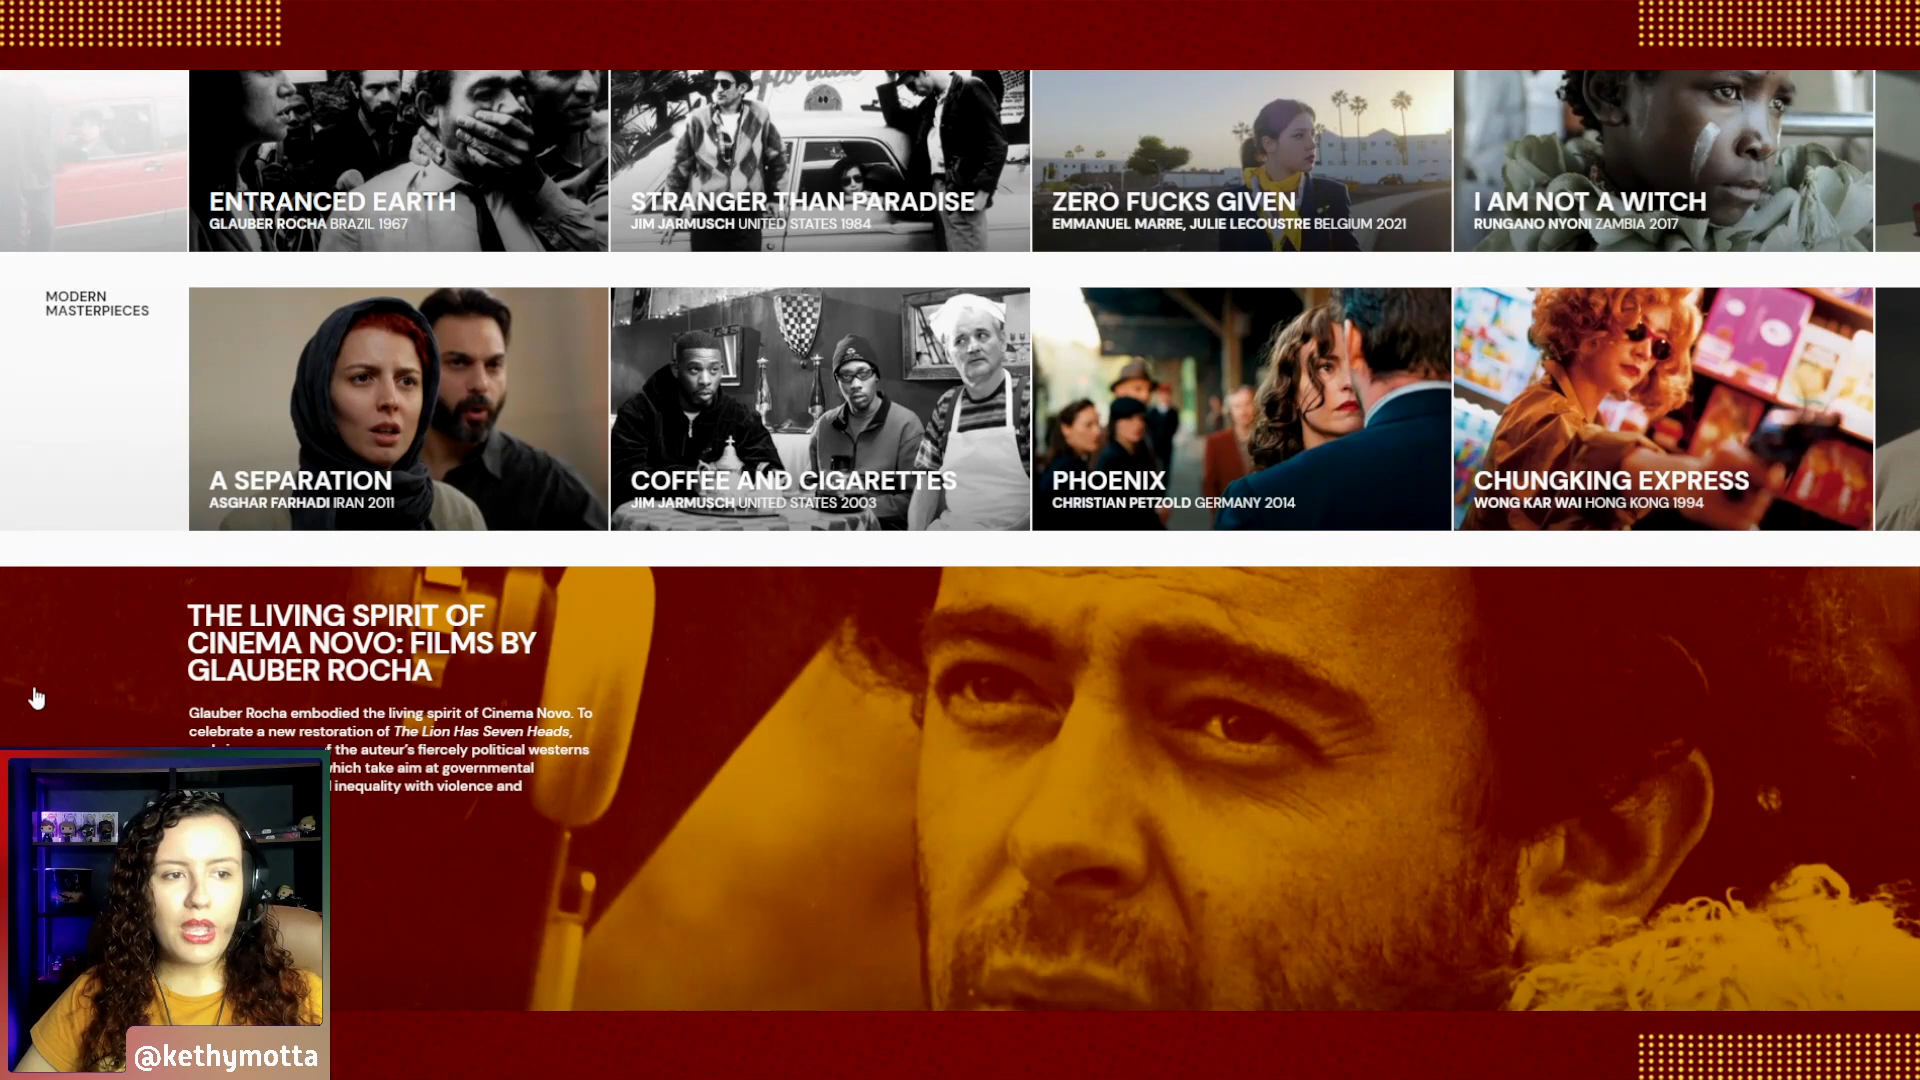 ENTRANCED EARTH
GLAUBER ROCHA BRAZIL 1967
STRANGER THAN PARADISE
JIM JARMUSCH UNITED STATES 1984
ZERO FUCKS GIVEN
EMMANUEL MARRE, JULIE LECOUSTRE BELGIUM 2021
I AM NOT A WITCH
RUNGANO NYONI ZAMBIA 2017
MODERN
MASTERPIECES
A SEPARATION
ASGHAR FARHADI IRAN 2011
COFFEE AND CIGARETTES
JIM JARMUSCH UNITED STATES 2003
PHOENIX
CHRISTIAN PETZOLD GERMANY 2014
CHUNGKING EXPRESS
WONG KAR WAI HONG KONG 1994
THE LIVING SPIRIT OF
CINEMA NOVO: FILMS BY
GLAUBER ROCHA
Glauber Rocha embodied the living spirit of Cinema Novo. To
celebrate a new restoration of The Lion Has Seven Heads,
the auteur's fiercely political westerns
which take aim at governmental
inequality with violence and
@kethymotta